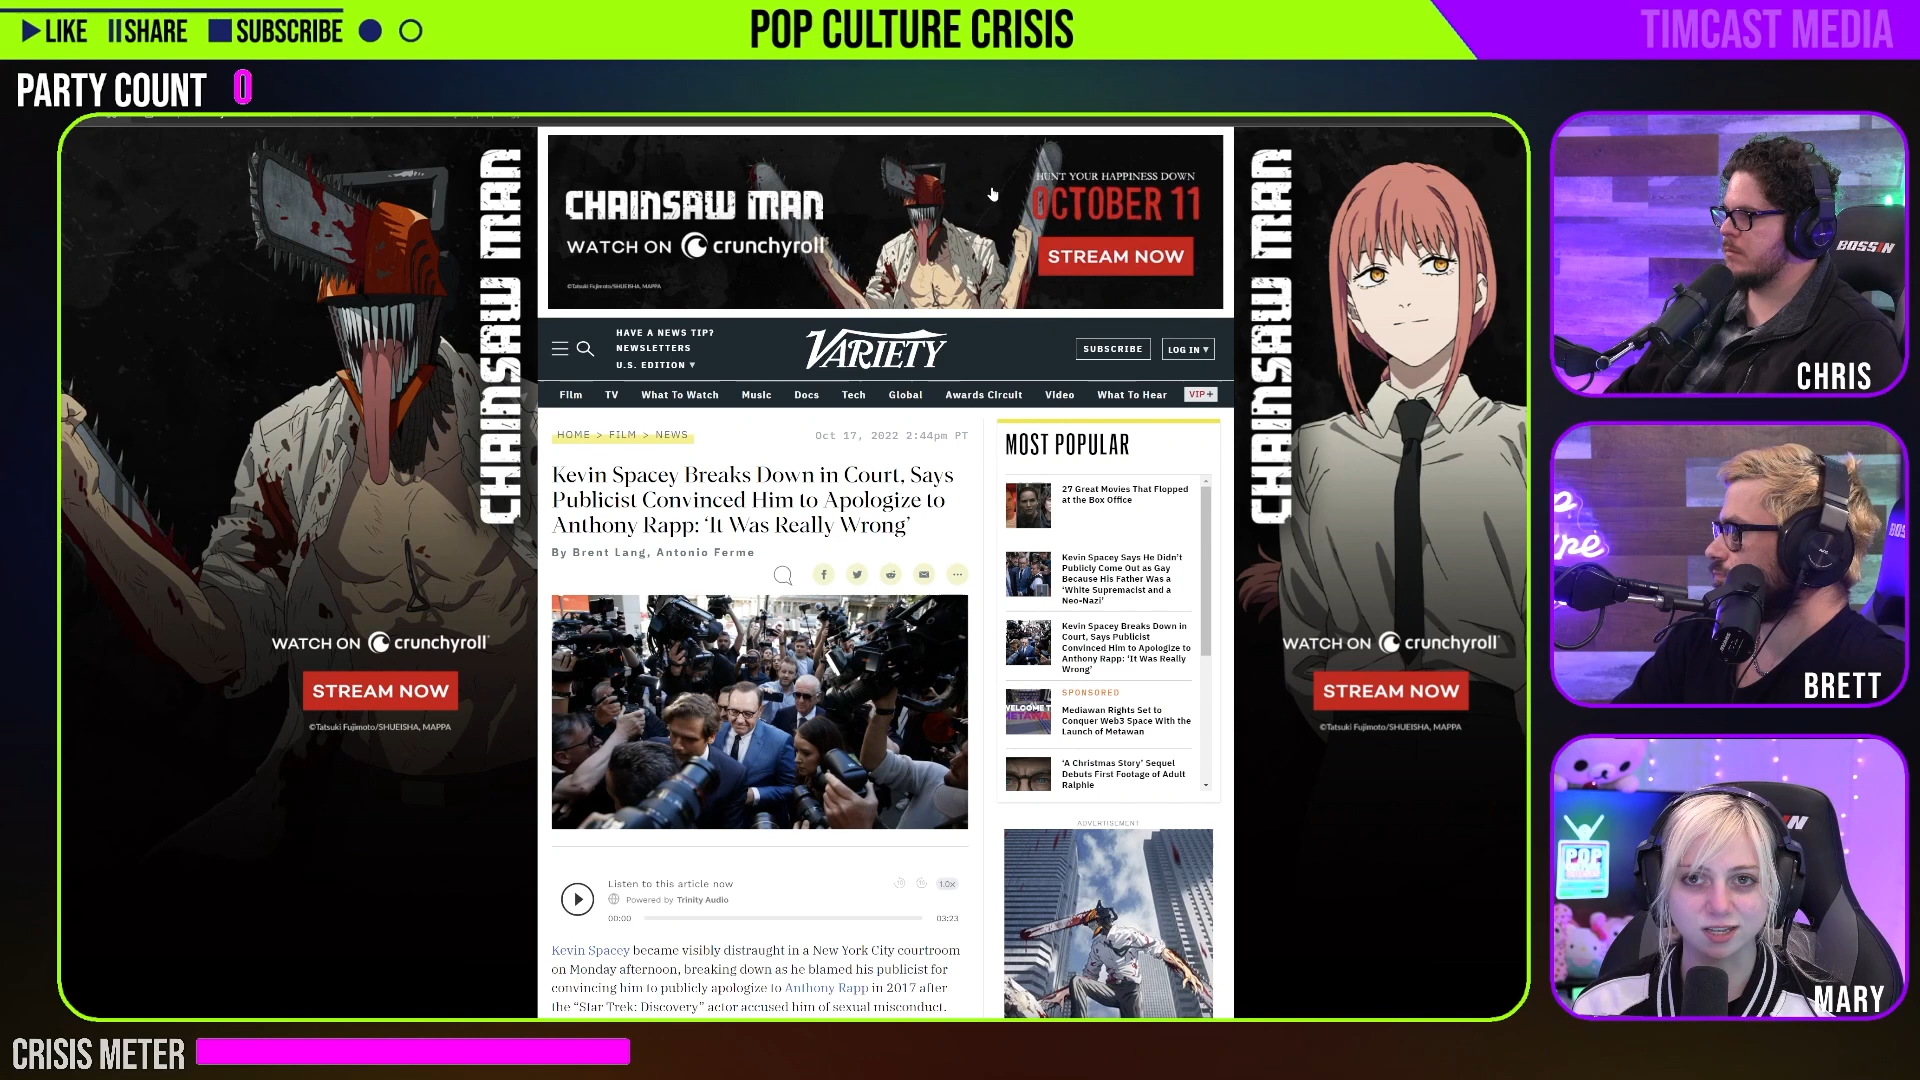 LIKE SHARE SUBSCRIBE
POP CULTURE CRISIS
TIMCAST MEDIA
PARTY COUNT 0
CHAINSAW MAN
WATCH ON crunchyroll
STREAM NOW
©Tatsuki Fujimoto/SHUEISHA, MAPPA
CHAINSAW MAN
WATCH ON crunchyroll
©Tatsuki Fujimoto/SHUEISHA, MAPPA
HUNT YOUR HAPPINESS DOWN
OCTOBER 11
STREAM NOW
HAVE A NEWS TIP?
NEWSLETTERS
U.S. EDITION ▼
VARIETY
SUBSCRIBE
LOG IN ▼
Film TV What To Watch Music Docs Tech Global Awards Circuit Video What To Hear VIP+
HOME > FILM > NEWS
Oct 17, 2022 2:44pm PT
Kevin Spacey Breaks Down in Court, Says
Publicist Convinced Him to Apologize to
Anthony Rapp: ‘It Was Really Wrong’
By Brent Lang, Antonio Ferme
Listen to this article now
1.0x
Powered by Trinity Audio
00:00
03:23
Kevin Spacey became visibly distraught in a New York City courtroom
on Monday afternoon, breaking down as he blamed his publicist for
convincing him to publicly apologize to Anthony Rapp in 2017 after
the “Star Trek: Discovery” actor accused him of sexual misconduct.
MOST POPULAR
27 Great Movies That Flopped
at the Box Office
Kevin Spacey Says He Didn’t
Publicly Come Out as Gay
Because His Father Was a
‘White Supremacist and a
Neo-Nazi’
Kevin Spacey Breaks Down in
Court, Says Publicist
Convinced Him to Apologize to
Anthony Rapp: ‘It Was Really
Wrong’
SPONSORED
Mediawan Rights Set to
Conquer Web3 Space With the
Launch of Metawan
‘A Christmas Story’ Sequel
Debuts First Footage of Adult
Ralphie
ADVERTISEMENT
CHAINSAW MAN
WATCH ON crunchyroll
STREAM NOW
©Tatsuki Fujimoto/SHUEISHA, MAPPA
BOSSIN
CHRIS
BRETT
POP
MARY
CRISIS METER